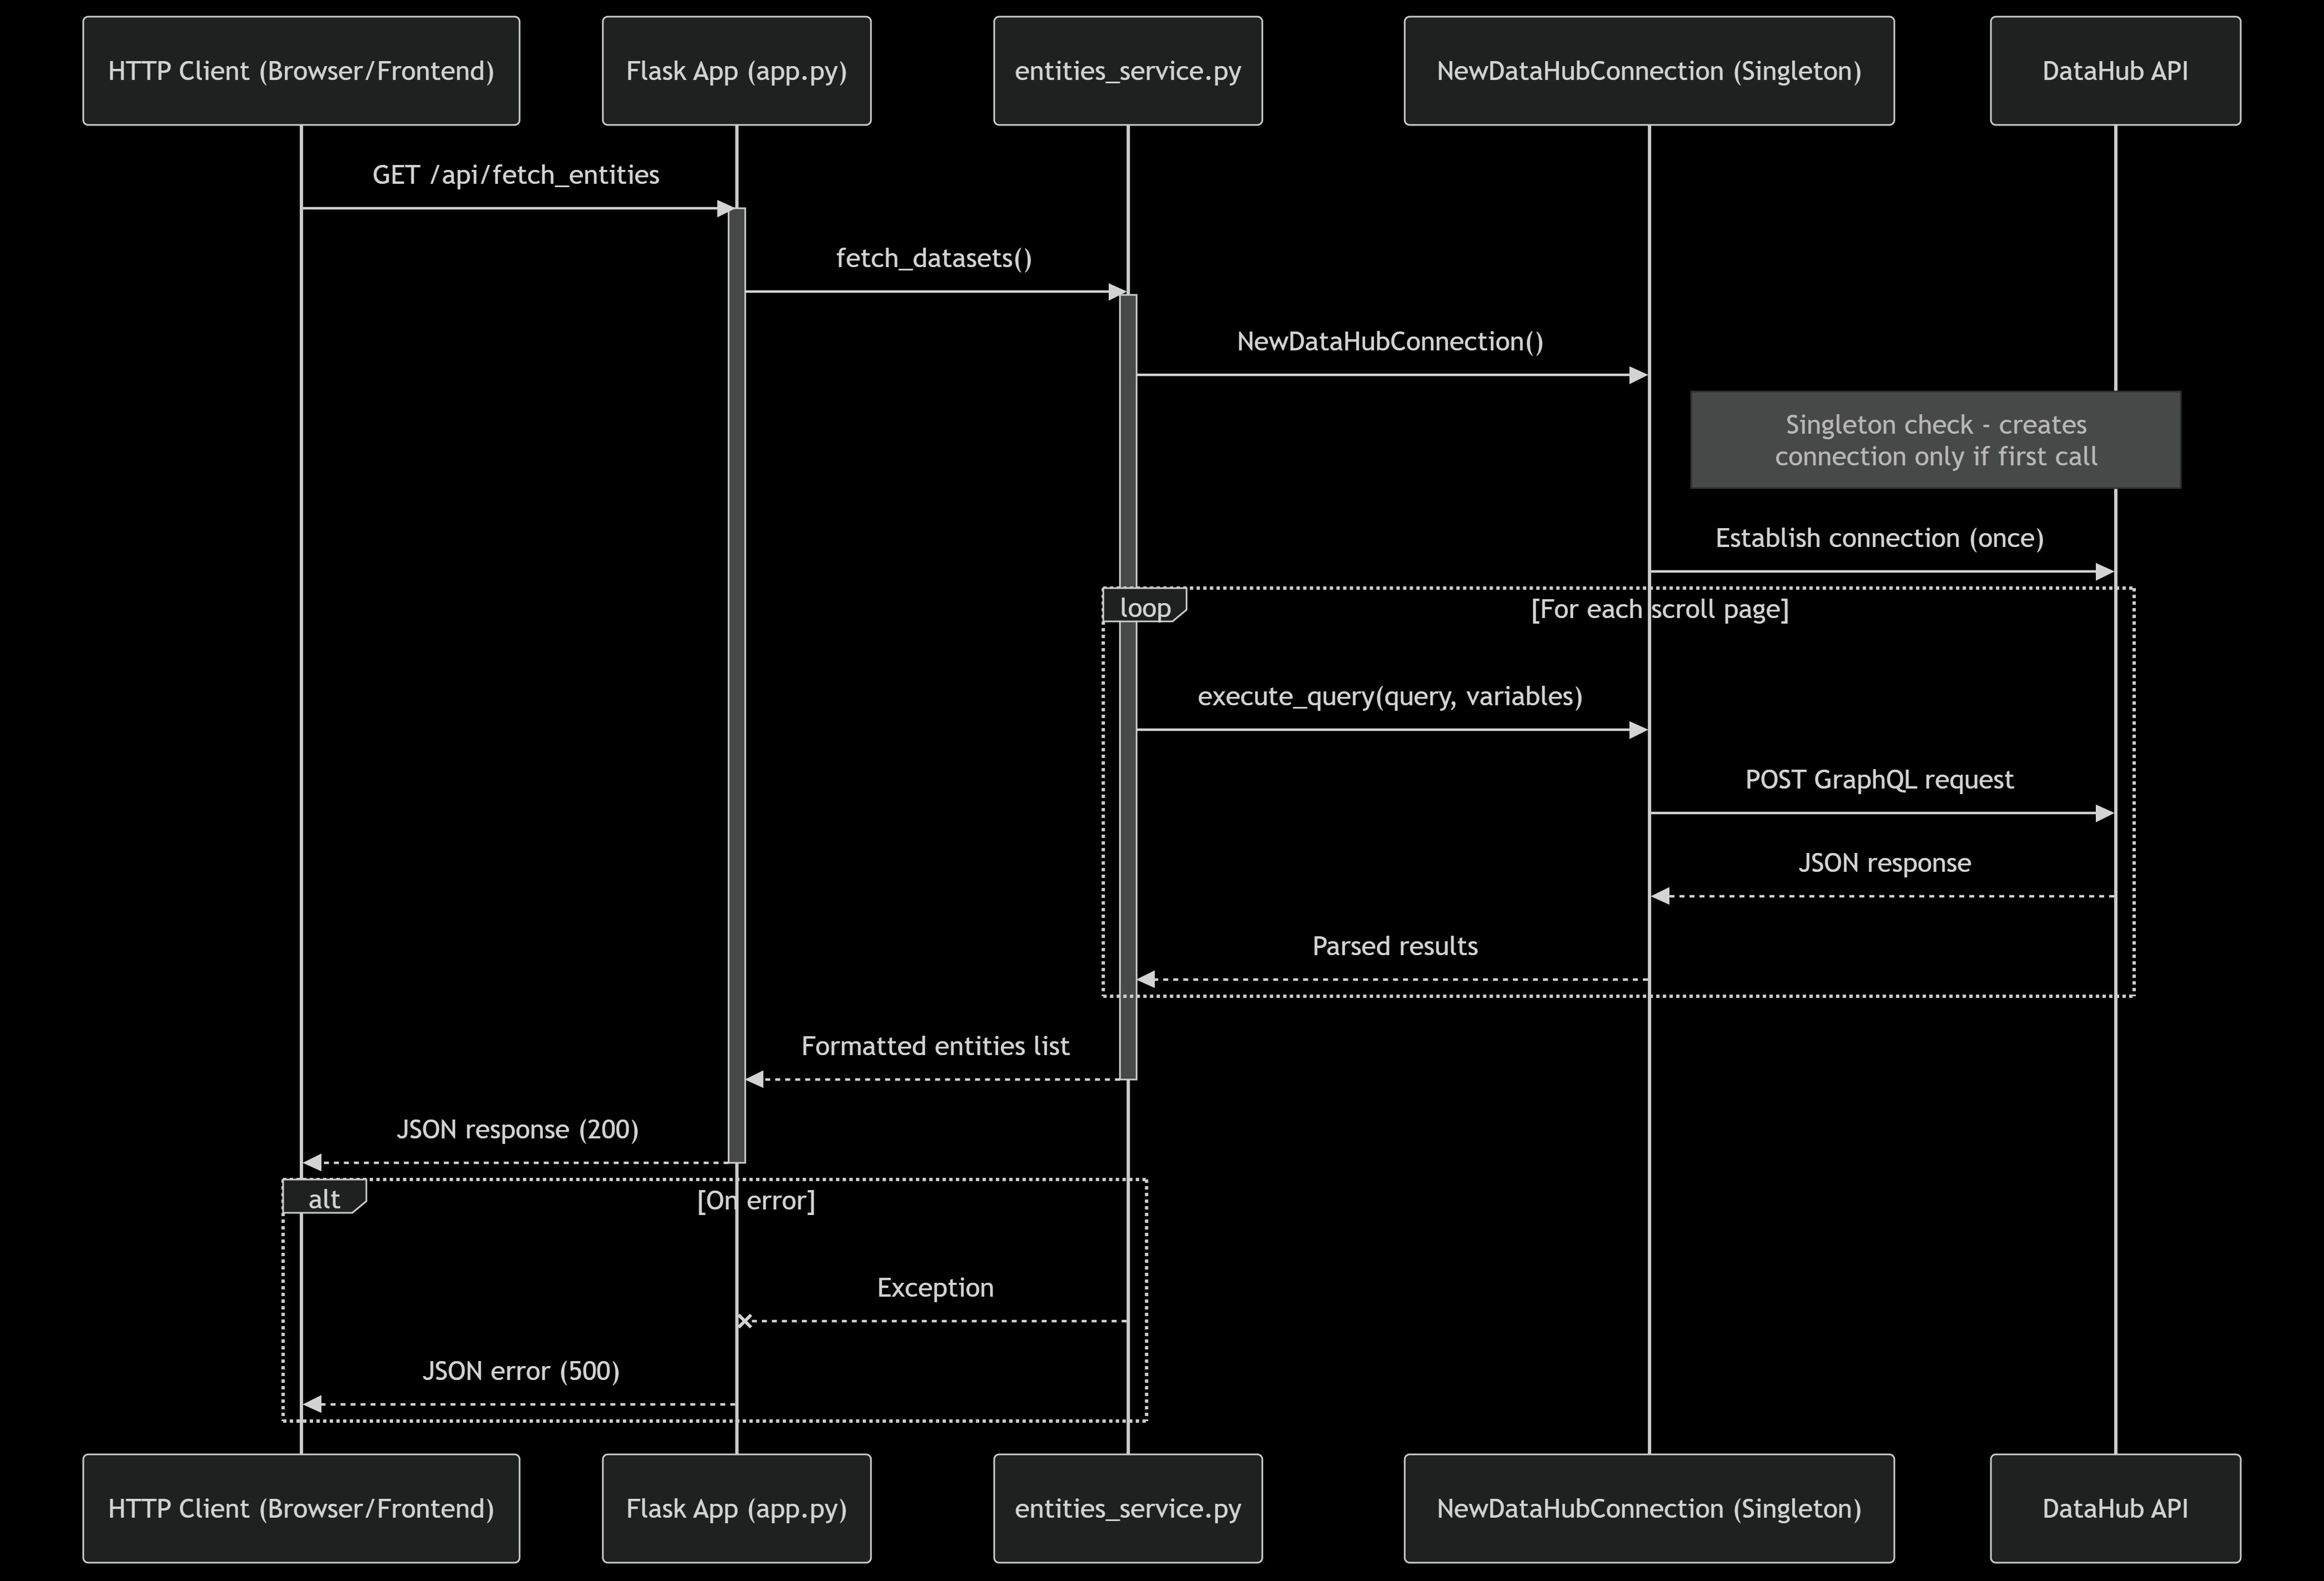 HTTP Client (Browser/Frontend)
Flask App (app.py)
entities_service.py
NewDataHubConnection (Singleton)
DataHub API
GET /api/fetch_entities
fetch_datasets()
NewDataHubConnection()
Singleton check - creates
connection only if first call
Establish connection (once)
loop
[For each scroll page]
execute_query(query, variables)
POST GraphQL request
JSON response
Parsed results
Formatted entities list
JSON response (200)
alt
[On error]
Exception
JSON error (500)
HTTP Client (Browser/Frontend)
Flask App (app.py)
entities_service.py
NewDataHubConnection (Singleton)
DataHub API